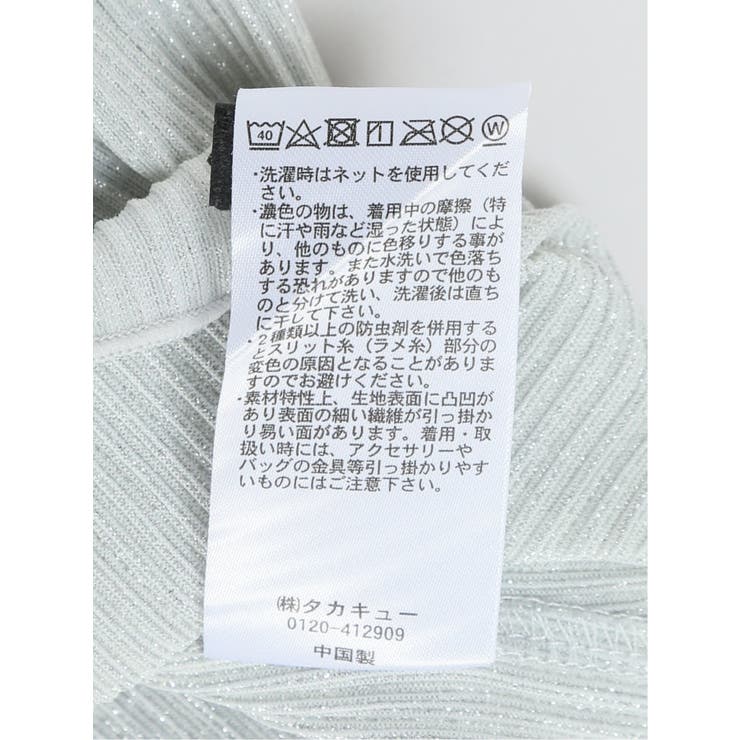 40 W
・洗濯時はネットを使用してくだ
さい。
・濃色の物は、着用中の摩擦（特
に汗や雨など湿った状態）によ
り、他のものに色移りする事が
あります。また水洗いで色落ち
する恐れがありますので他のも
のと分けて洗い、洗濯後は直ち
に干して下さい。
・2種類以上の防虫剤を併用する
とスリット糸（ラメ糸）部分の
変色の原因となることがありま
すのでお避けください。
・素材特性上、生地表面に凸凹が
あり表面の細い繊維が引っ掛か
り易い面があります。着用・取
扱い時には、アクセサリーや
バッグの金具等引っ掛かりやす
いものにはご注意下さい。
㈱タカキュー
0120-412909
中国製